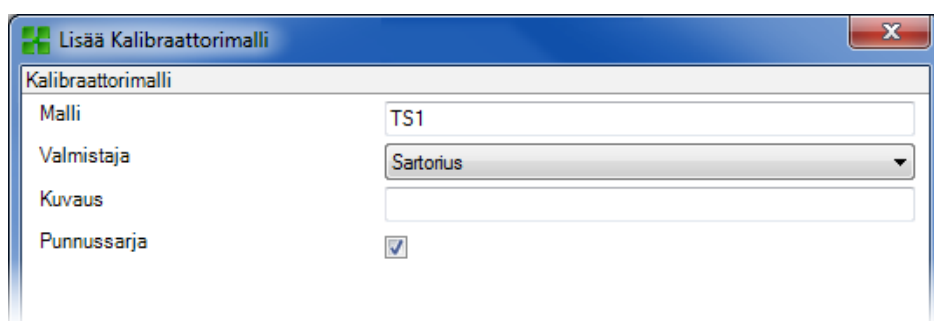 Lisää Kalibraattorimalli
Kalibraattorimalli
Malli TS1
Valmistaja Sartorius
Kuvaus
Punnussarja